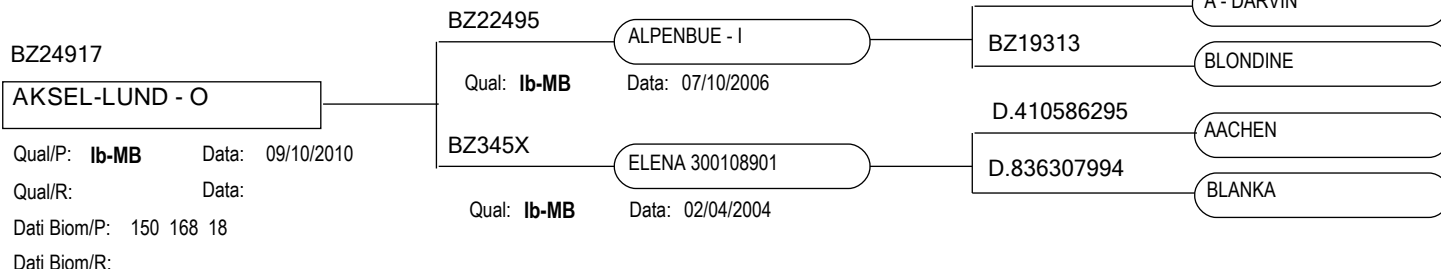 A - DARVIN
BZ22495
ALPENBUE - I
BZ19313
BLONDINE
BZ24917
Qual: Ib-MB Data: 07/10/2006
AKSEL-LUND - O
D.410586295
AACHEN
BZ345X
ELENA 300108901
D.836307994
BLANKA
Qual/P: Ib-MB Data: 09/10/2010
Qual/R: Data:
Qual: Ib-MB Data: 02/04/2004
Dati Biom/P: 150 168 18
Dati Biom/R: